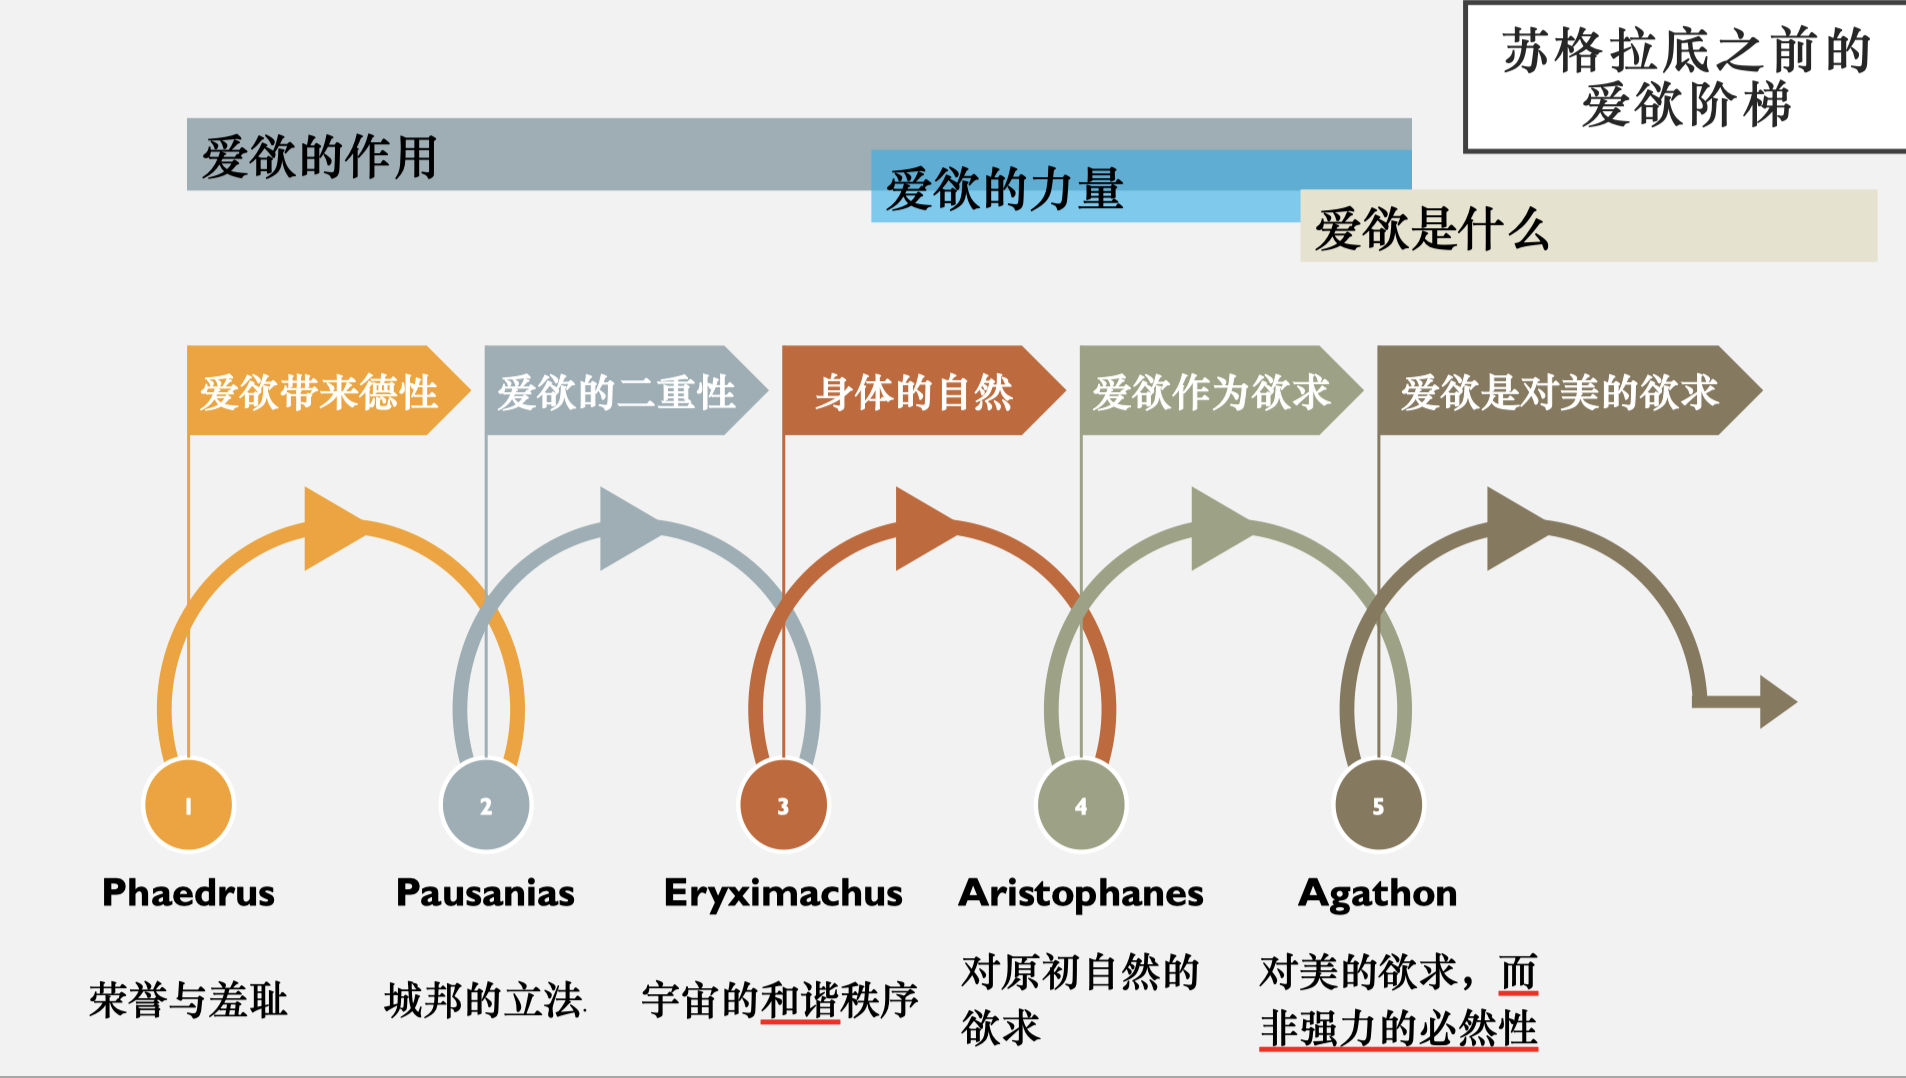 苏格拉底之前的
爱欲阶梯
爱欲的作用
爱欲的力量
爱欲是什么
爱欲带来德性
爱欲的二重性
身体的自然
爱欲作为欲求
爱欲是对美的欲求
1
2
3
4
5
Phaedrus
Pausanias
Eryximachus
Aristophanes
Agathon
荣誉与羞耻
城邦的立法.
宇宙的和谐秩序
对原初自然的
欲求
对美的欲求，而
非强力的必然性